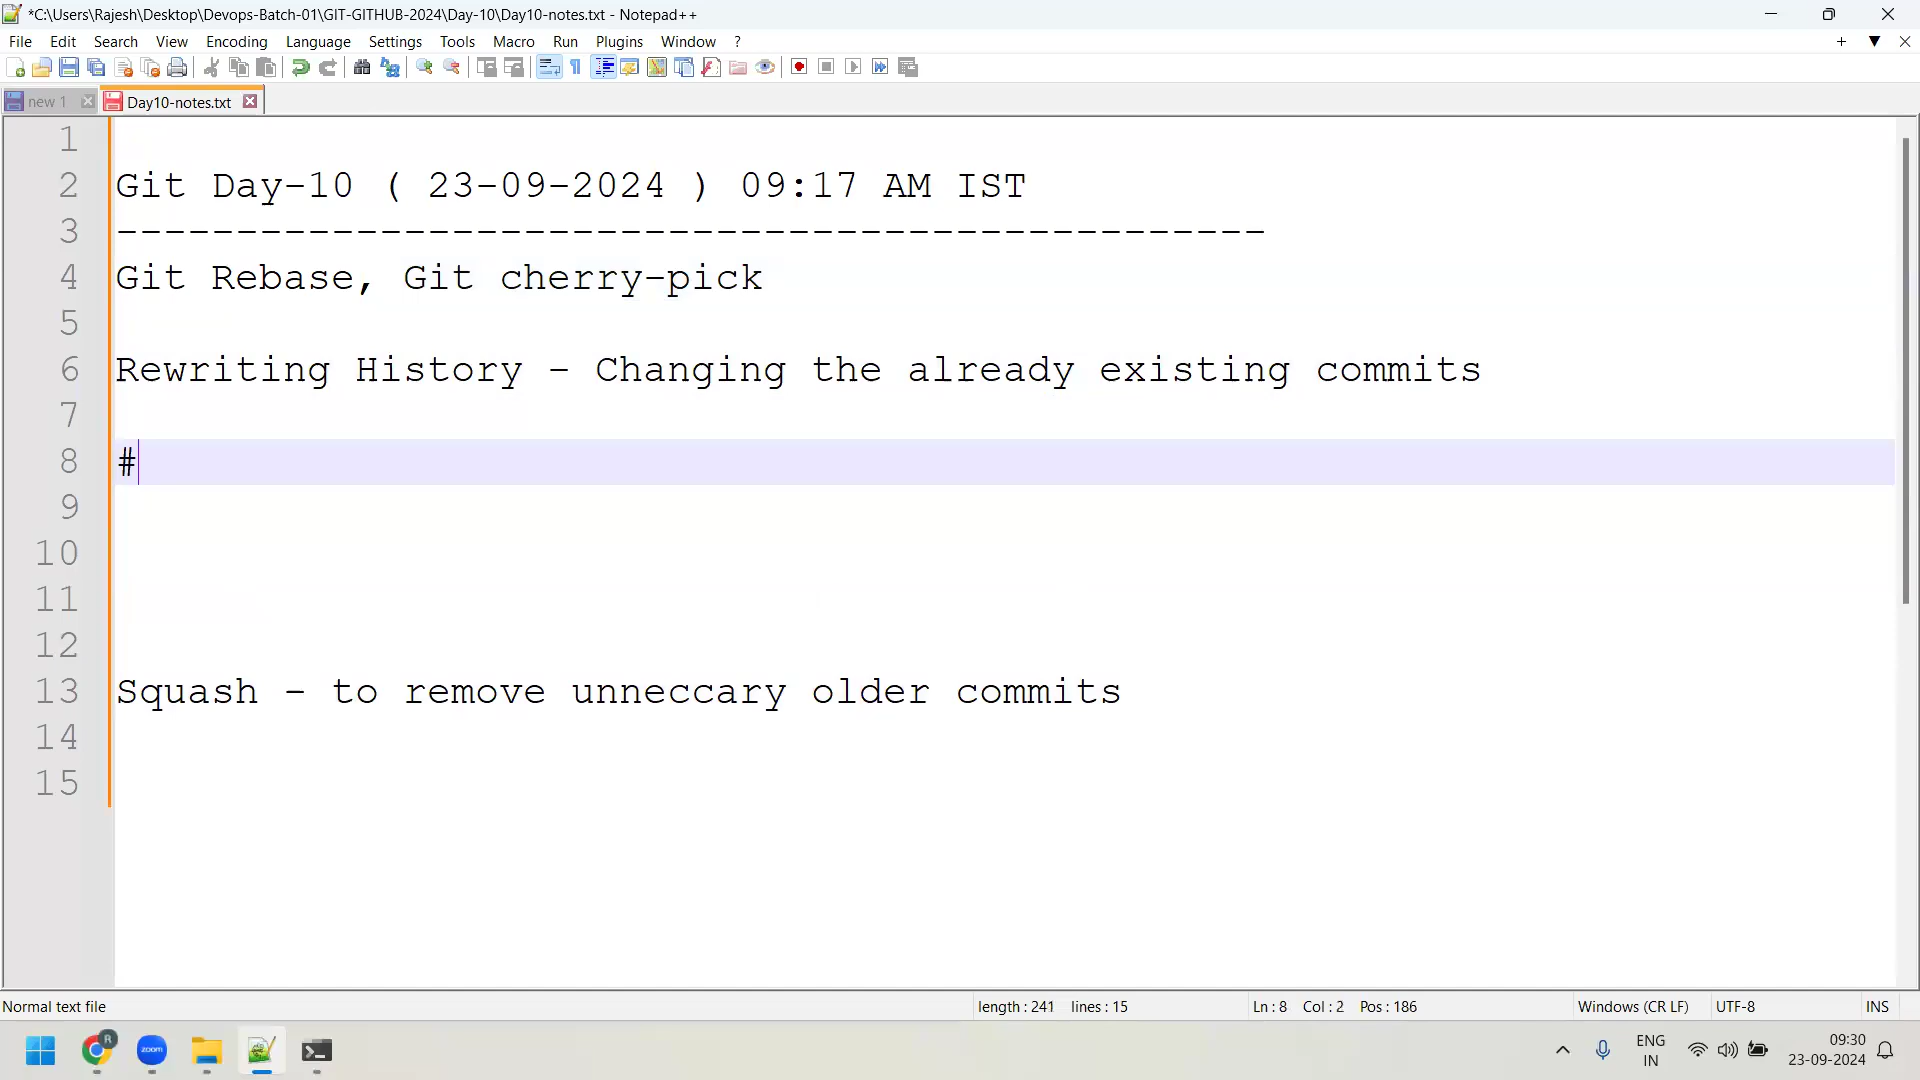 *C:\Users\Rajesh\Desktop\Devops-Batch-01\GIT-GITHUB-2024\Day-10\Day10-notes.txt - Notepad++
File Edit Search View Encoding Language Settings Tools Macro Run Plugins Window ?
new 1 Day10-notes.txt
1
2 Git Day-10 ( 23-09-2024 ) 09:17 AM IST
3 ------------------------------------------------
4 Git Rebase, Git cherry-pick
5
6 Rewriting History - Changing the already existing commits
7
8 #
9
10
11
12
13 Squash - to remove unneccary older commits
14
15
Normal text file length : 241 lines : 15 Ln : 8 Col : 2 Pos : 186 Windows (CR LF) UTF-8 INS
R zoom ENG IN 09:30
23-09-2024